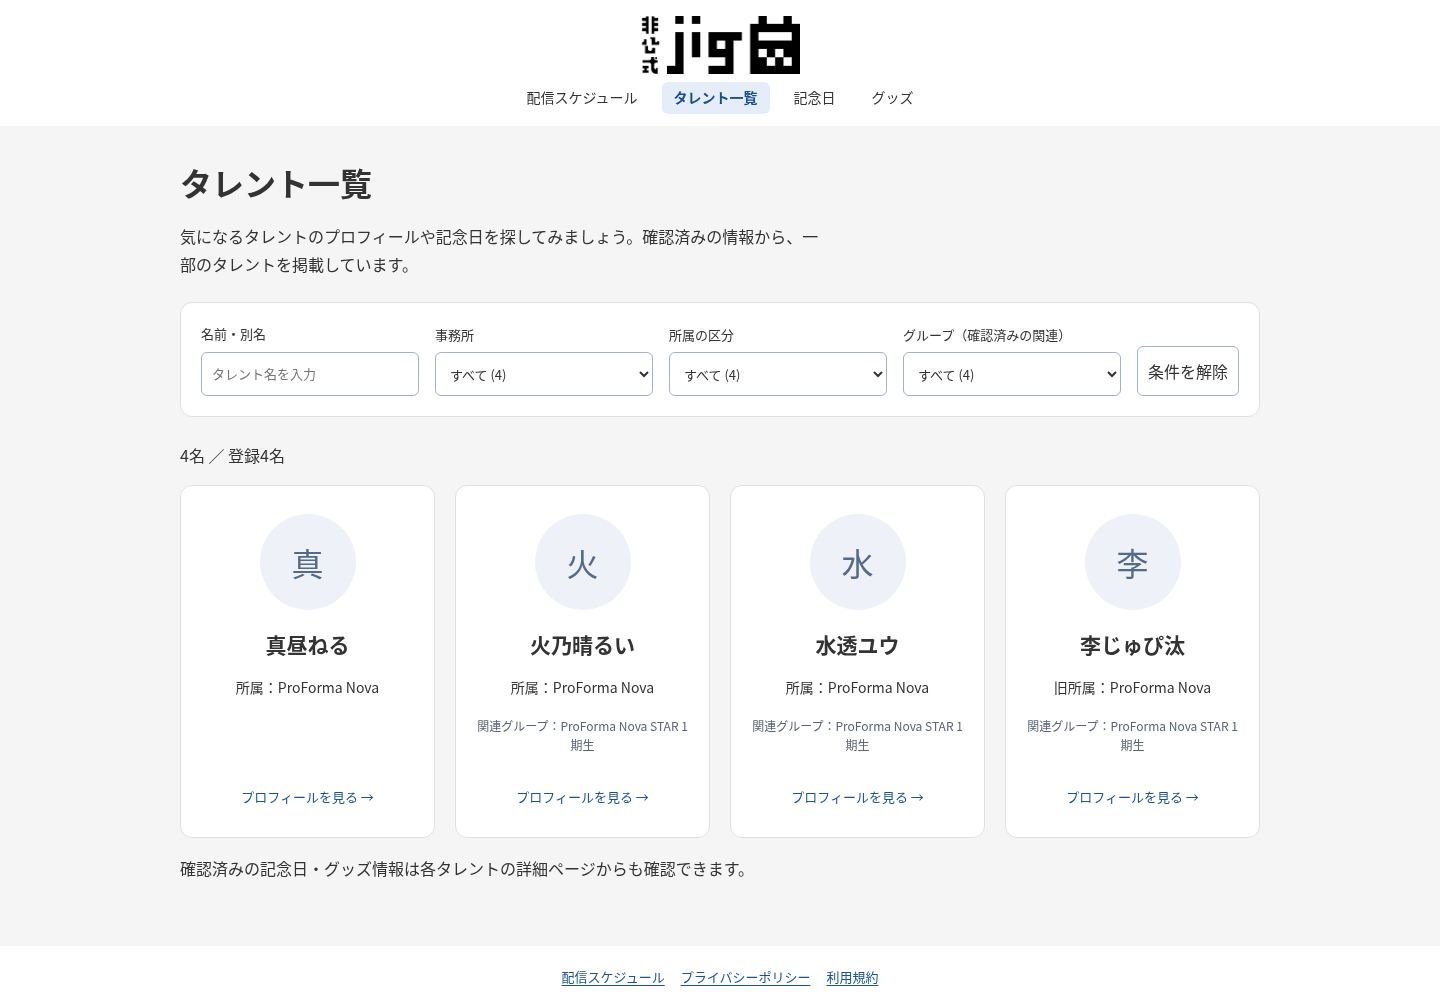 非公式 jig
配信スケジュール タレント一覧 記念日 グッズ
タレント一覧
気になるタレントのプロフィールや記念日を探してみましょう。確認済みの情報から、一
部のタレントを掲載しています。
名前・別名 事務所 所属の区分 グループ（確認済みの関連）
タレント名を入力 すべて (4) すべて (4) すべて (4) 条件を解除
4名 ／ 登録4名
真 火 水 李
真昼ねる 火乃晴るい 水透ユウ 李じゅぴ汰
所属：ProForma Nova 所属：ProForma Nova 所属：ProForma Nova 旧所属：ProForma Nova
関連グループ：ProForma Nova STAR 1 関連グループ：ProForma Nova STAR 1 関連グループ：ProForma Nova STAR 1
期生 期生 期生
プロフィールを見る → プロフィールを見る → プロフィールを見る → プロフィールを見る →
確認済みの記念日・グッズ情報は各タレントの詳細ページからも確認できます。
配信スケジュール プライバシーポリシー 利用規約